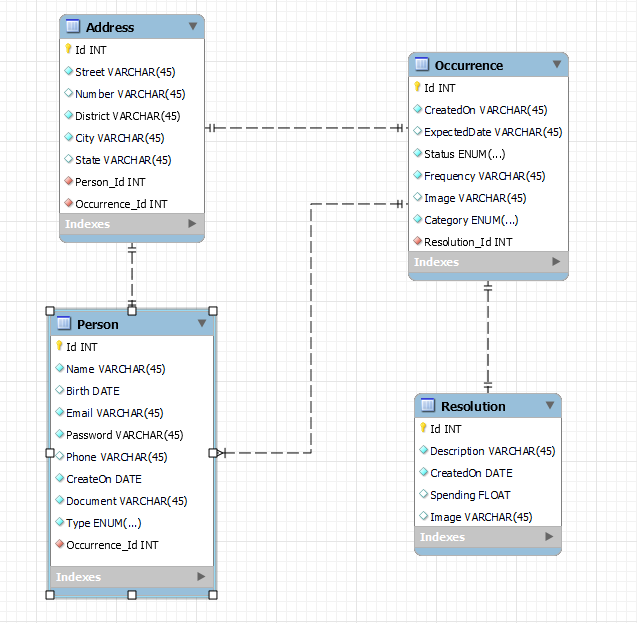 Address
Id INT
Street VARCHAR(45)
Number VARCHAR(45)
District VARCHAR(45)
City VARCHAR(45)
State VARCHAR(45)
Person_Id INT
Occurrence_Id INT
Indexes
Occurrence
Id INT
CreatedOn VARCHAR(45)
ExpectedDate VARCHAR(45)
Status ENUM(...)
Frequency VARCHAR(45)
Image VARCHAR(45)
Category ENUM(...)
Resolution_Id INT
Indexes
Person
Id INT
Name VARCHAR(45)
Birth DATE
Email VARCHAR(45)
Password VARCHAR(45)
Phone VARCHAR(45)
CreateOn DATE
Document VARCHAR(45)
Type ENUM(...)
Occurrence_Id INT
Indexes
Resolution
Id INT
Description VARCHAR(45)
CreatedOn DATE
Spending FLOAT
Image VARCHAR(45)
Indexes